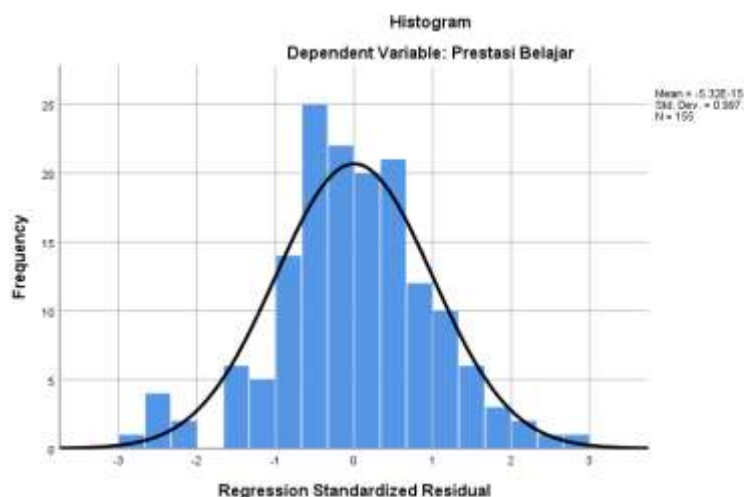 Histogram
Dependent Variable: Prestasi Belajar
Mean = -5.32E-15
Std. Dev. = 0.997
N = 155
Frequency
25
20
15
10
5
0
-3 -2 -1 0 1 2 3
Regression Standardized Residual